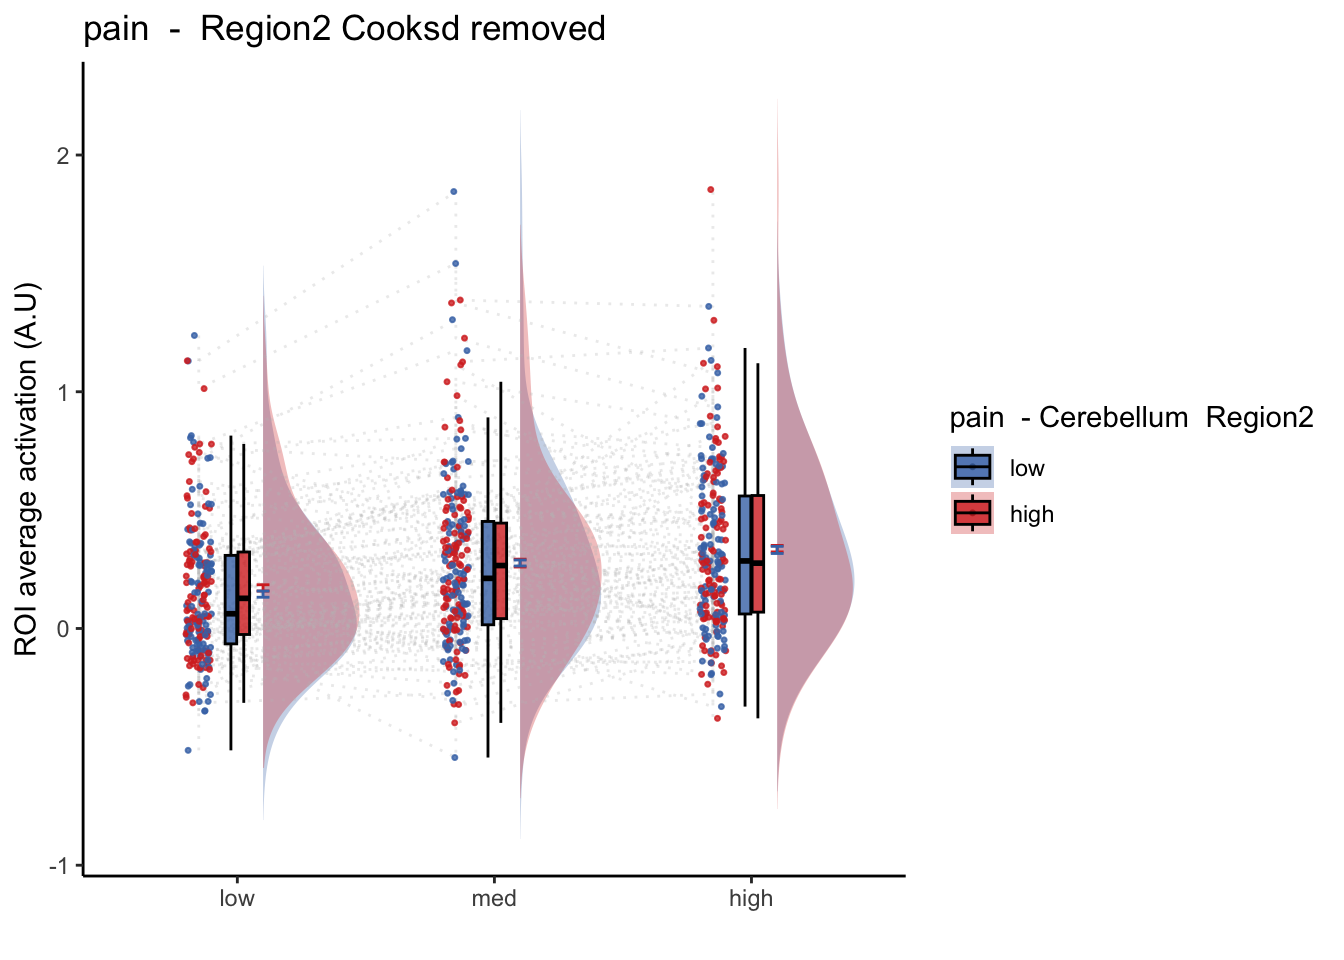 pain  -  Region2 Cooksd removed
ROI average activation (A.U)
2
1
0
-1
low
med
high
pain  - Cerebellum  Region2
low
high